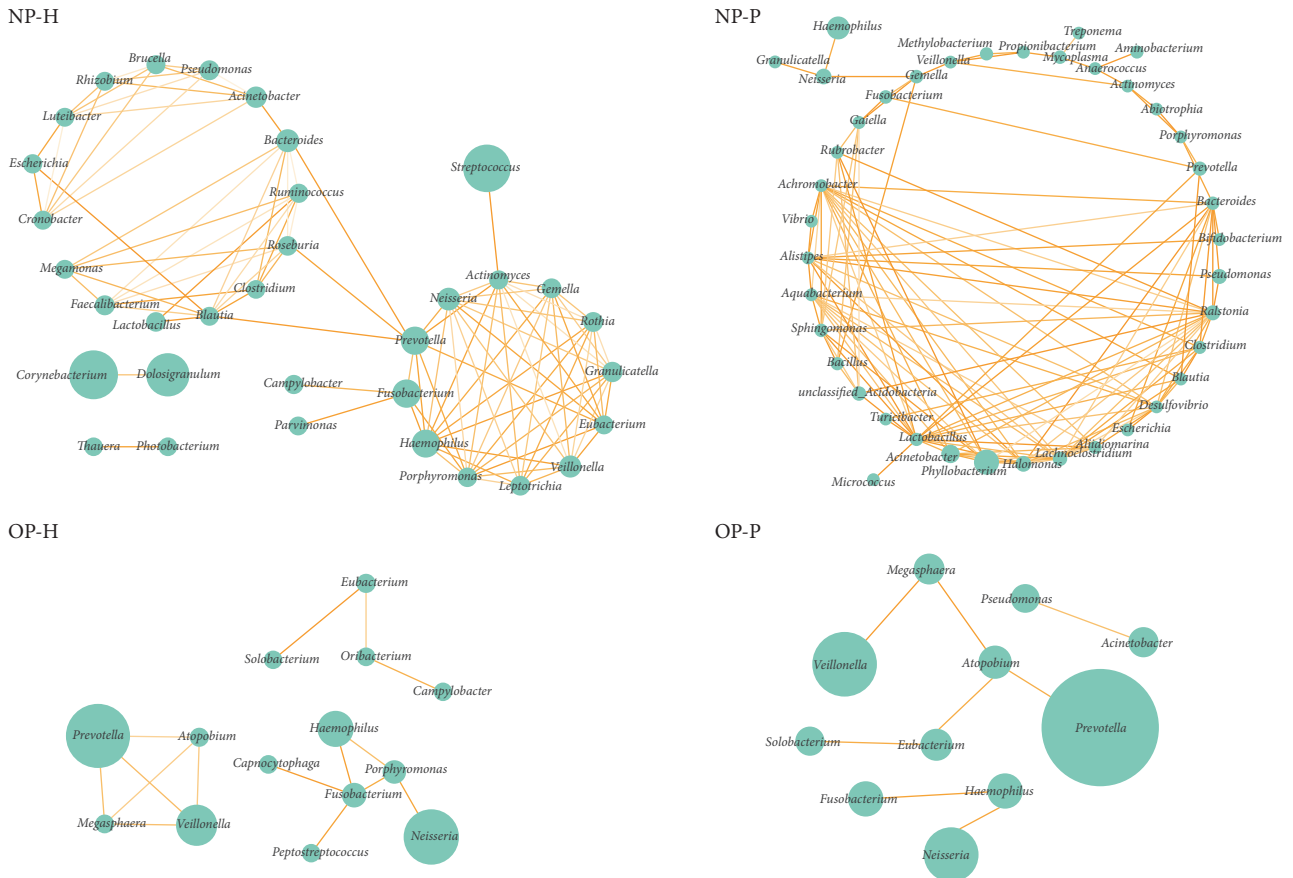 NP-H
Brucella
Pseudomonas
Rhizobium
Acinetobacter
Luteibacter
Bacteroides
Escherichia
Streptococcus
Ruminococcus
Cronobacter
Roseburia
Megamonas
Actinomyces
Clostridium
Gemella
Neisseria
Faecalibacterium
Blautia
Lactobacillus
Rothia
Prevotella
Granulicatella
Corynebacterium
Dolosigranulum
Campylobacter
Fusobacterium
Parvimonas
Eubacterium
Haemophilus
Thauera
Photobacterium
Veillonella
Porphyromonas
Leptotrichia
NP-P
Haemophilus
Treponema
Methylobacterium
Propionibacterium
Aminobacterium
Granulicatella
Veillonella
Mycoplasma
Anaerococcus
Neisseria
Gemella
Actinomyces
Fusobacterium
Abiotrophia
Gaiella
Porphyromonas
Rubrobacter
Prevotella
Achromobacter
Bacteroides
Vibrio
Bifidobacterium
Alistipes
Pseudomonas
Aquabacterium
Ralstonia
Sphingomonas
Clostridium
Bacillus
Blautia
unclassified_Acidobacteria
Desulfovibrio
Turicibacter
Escherichia
Lactobacillus
Aliidiomarina
Acinetobacter
Lachnoclostridium
Phyllobacterium
Halomonas
Micrococcus
OP-H
Eubacterium
Solobacterium
Oribacterium
Campylobacter
Prevotella
Atopobium
Haemophilus
Capnocytophaga
Porphyromonas
Fusobacterium
Megasphaera
Veillonella
Neisseria
Peptostreptococcus
OP-P
Megasphaera
Pseudomonas
Acinetobacter
Veillonella
Atopobium
Prevotella
Solobacterium
Eubacterium
Fusobacterium
Haemophilus
Neisseria